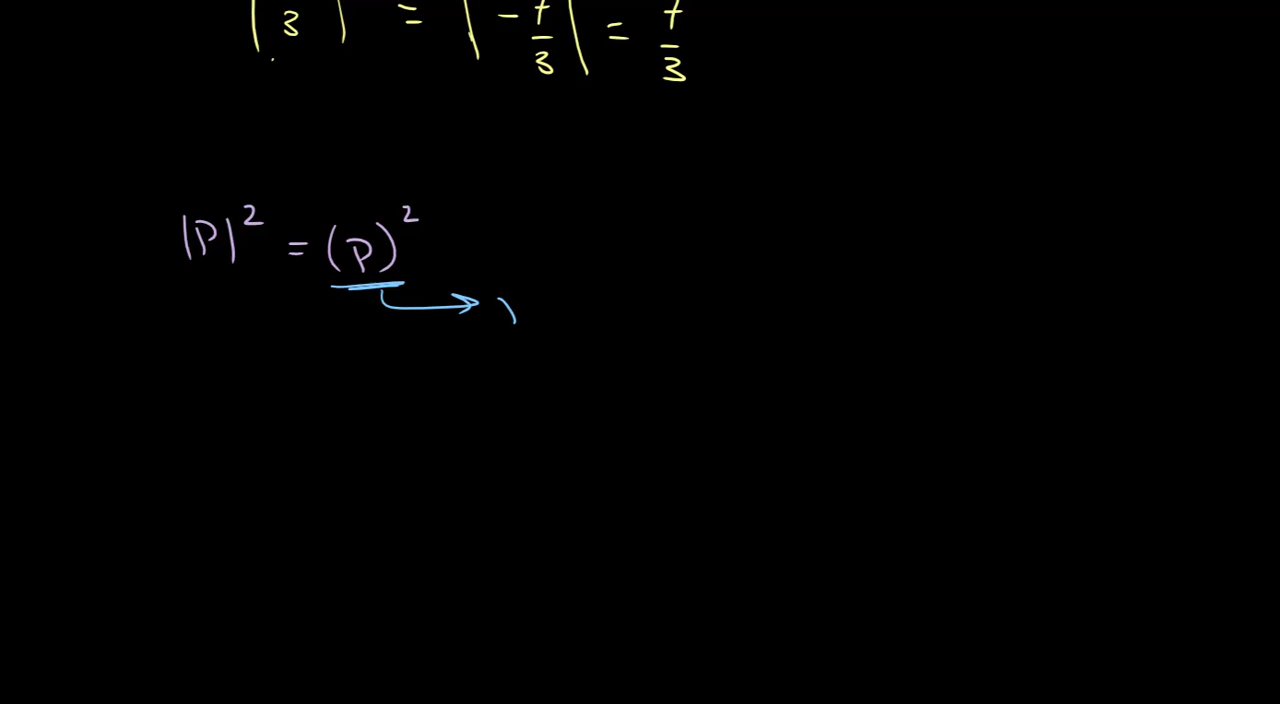 | 3 | = | - 7/3 | = 7/3
|P|² = (P)²